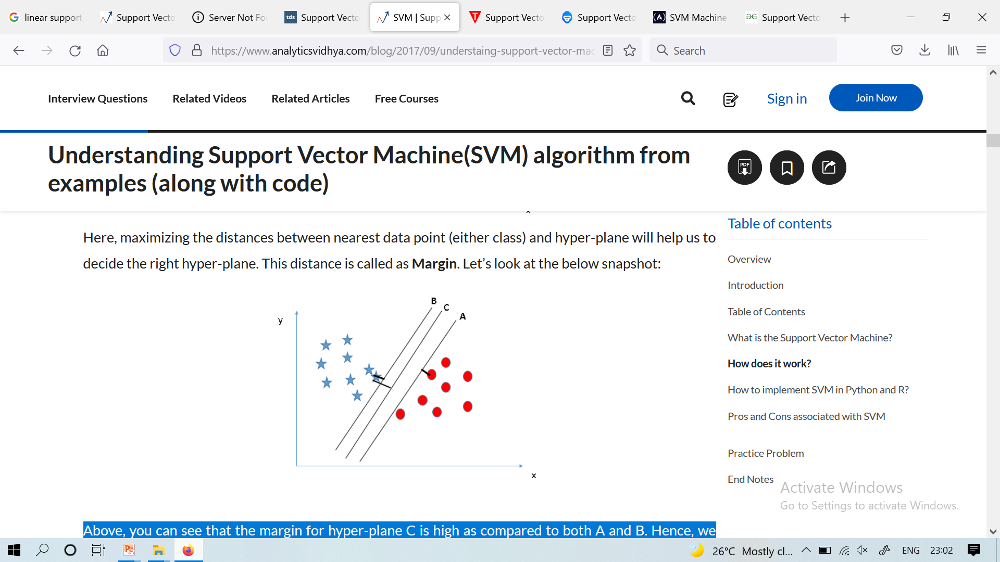 linear support
Support Vecto
Server Not Fo
tds
Support Vecto
SVM | Supp
T
Support Vecto
Support Vecto
SVM Machine
Support Vecto
https://www.analyticsvidhya.com/blog/2017/09/understaing-support-vector-mac
Search
Interview Questions
Related Videos
Related Articles
Free Courses
Sign in
Join Now
Understanding Support Vector Machine(SVM) algorithm from
examples (along with code)
PDF
Here, maximizing the distances between nearest data point (either class) and hyper-plane will help us to
decide the right hyper-plane. This distance is called as Margin. Let’s look at the below snapshot:
B
C
A
y
x
Above, you can see that the margin for hyper-plane C is high as compared to both A and B. Hence, we
Table of contents
Overview
Introduction
Table of Contents
What is the Support Vector Machine?
How does it work?
How to implement SVM in Python and R?
Pros and Cons associated with SVM
Practice Problem
End Notes
Activate Windows
Go to Settings to activate Windows.
26°C Mostly cl...
ENG
23:02